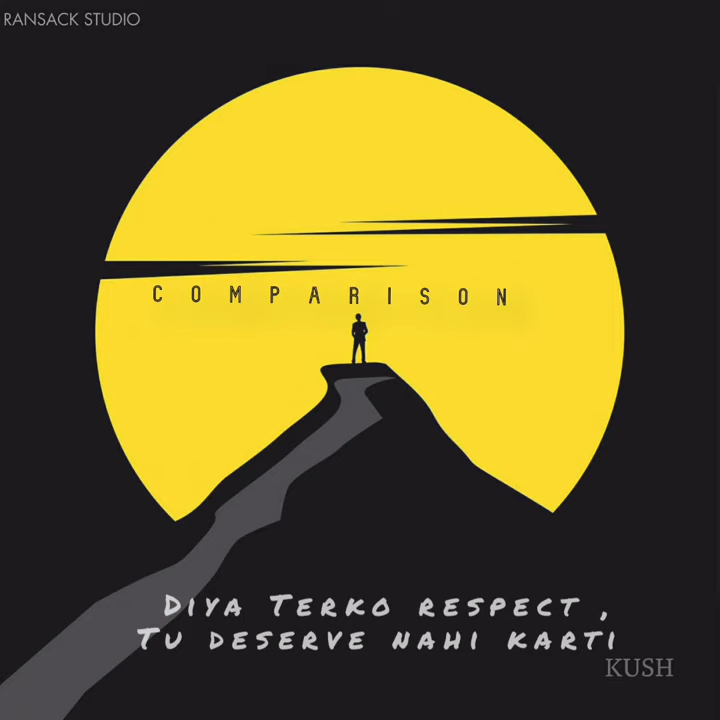 RANSACK STUDIO
COMPARISON
DIYA TERKO RESPECT ,
TU DESERVE NAHI KARTI
KUSH